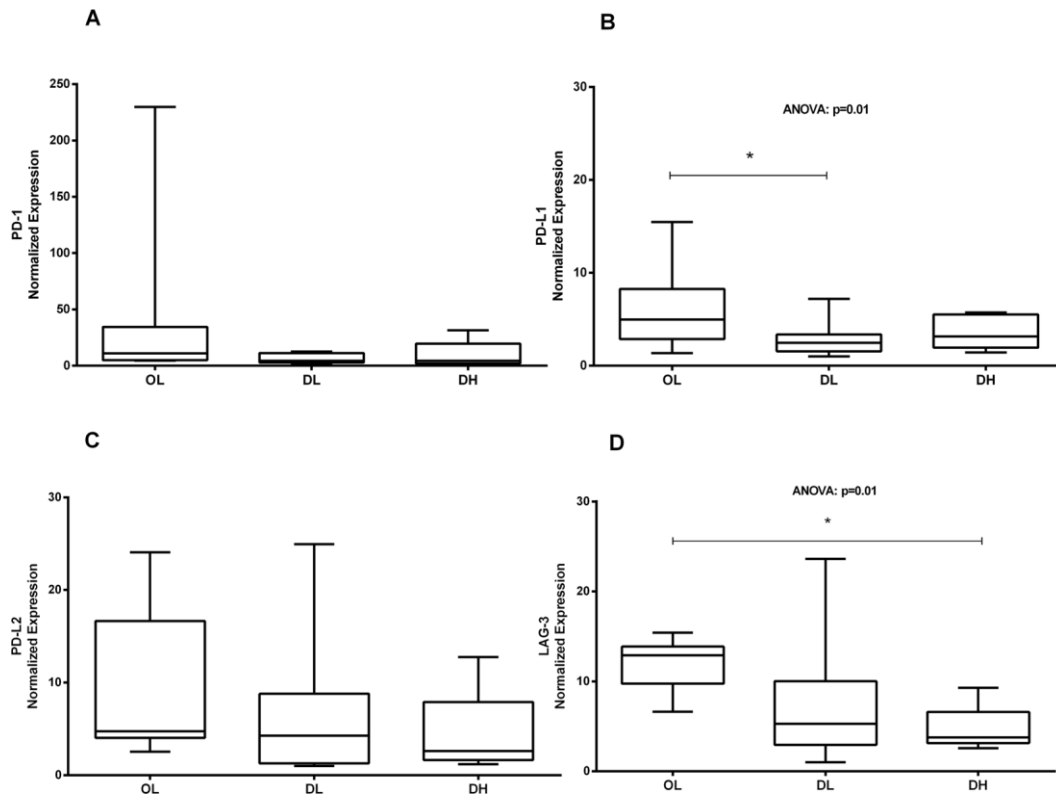 A
PD-1
Normalized Expression
250
200
150
100
50
0
OL DL DH
B
PD-L1
Normalized Expression
30
20
10
0
ANOVA: p=0.01
*
OL DL DH
C
PD-L2
Normalized Expression
30
20
10
0
OL DL DH
D
LAG-3
Normalized Expression
30
20
10
0
ANOVA: p=0.01
*
OL DL DH